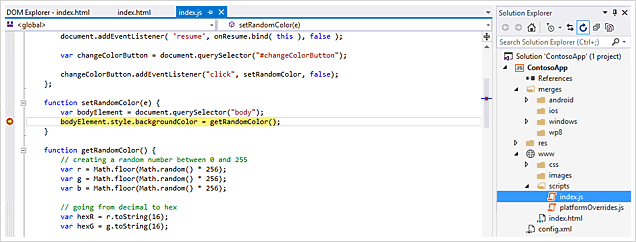 DOM Explorer - index.html
index.html
index.js
<global>
setRandomColor(e)
document.addEventListener( 'resume', onResume.bind( this ), false );
var changeColorButton = document.querySelector("#changeColorButton");
changeColorButton.addEventListener("click", setRandomColor, false);
};
function setRandomColor(e) {
var bodyElement = document.querySelector("body");
bodyElement.style.backgroundColor = getRandomColor();
}
function getRandomColor() {
// creating a random number between 0 and 255
var r = Math.floor(Math.random() * 256);
var g = Math.floor(Math.random() * 256);
var b = Math.floor(Math.random() * 256);
// going from decimal to hex
var hexR = r.toString(16);
var hexG = g.toString(16);
Solution Explorer
Search Solution Explorer (Ctrl+;)
Solution 'ContosoApp' (1 project)
ContosoApp
References
merges
android
ios
windows
wp8
res
www
css
images
scripts
index.js
platformOverrides.js
index.html
config.xml